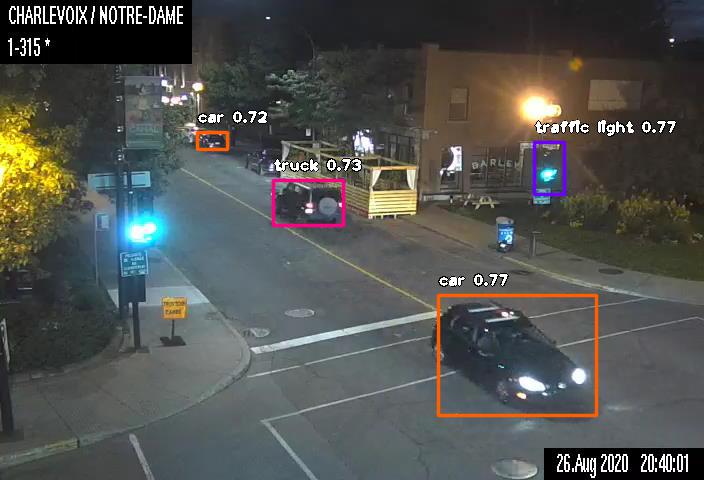 CHARLEVOIX / NOTRE-DAME
1-315 *
car 0.72
traffic light 0.77
truck 0.73
BARLEY
car 0.77
26.Aug 2020 20:40:01